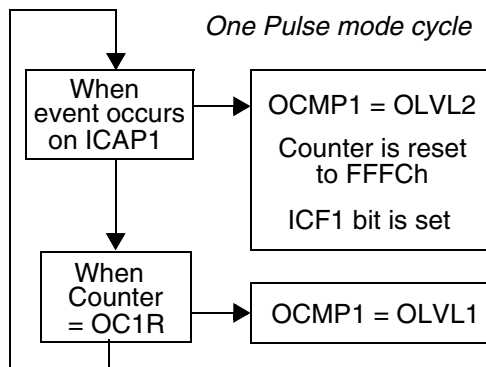 One Pulse mode cycle
When
event occurs
on ICAP1
OCMP1 = OLVL2
Counter is reset
to FFFCh
ICF1 bit is set
When
Counter
= OC1R
OCMP1 = OLVL1